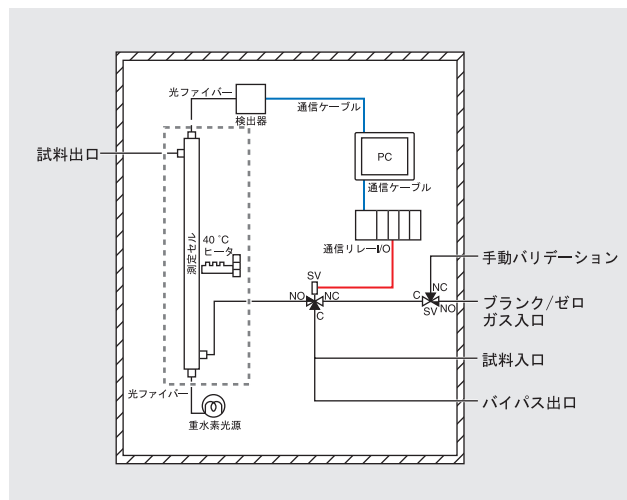 光ファイバー
検出器
通信ケーブル
試料出口
PC
通信ケーブル
測定セル
40 ℃
ヒータ
通信リレーI/O
手動バリデーション
SV
NO
NC
C
NC
C
SV
NO
ブランク/ゼロ
ガス入口
試料入口
光ファイバー
バイパス出口
重水素光源